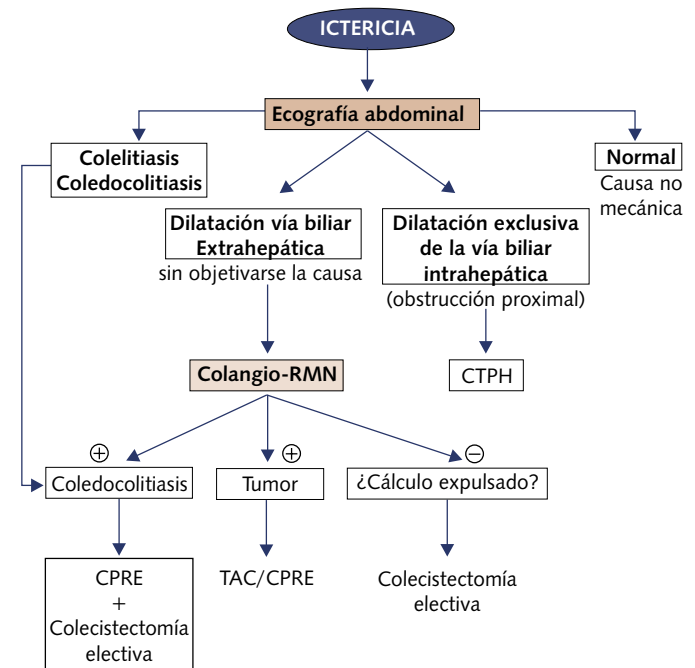 ICTERICIA
Ecografía abdominal
Colelitiasis
Coledocolitiasis
Normal
Causa no
mecánica
Dilatación vía biliar
Extrahepática
sin objetivarse la causa
Dilatación exclusiva
de la vía biliar
intrahepática
(obstrucción proximal)
Colangio-RMN
CTPH
+
+
−
Coledocolitiasis
Tumor
¿Cálculo expulsado?
CPRE
+
Colecistectomía
electiva
TAC/CPRE
Colecistectomía
electiva